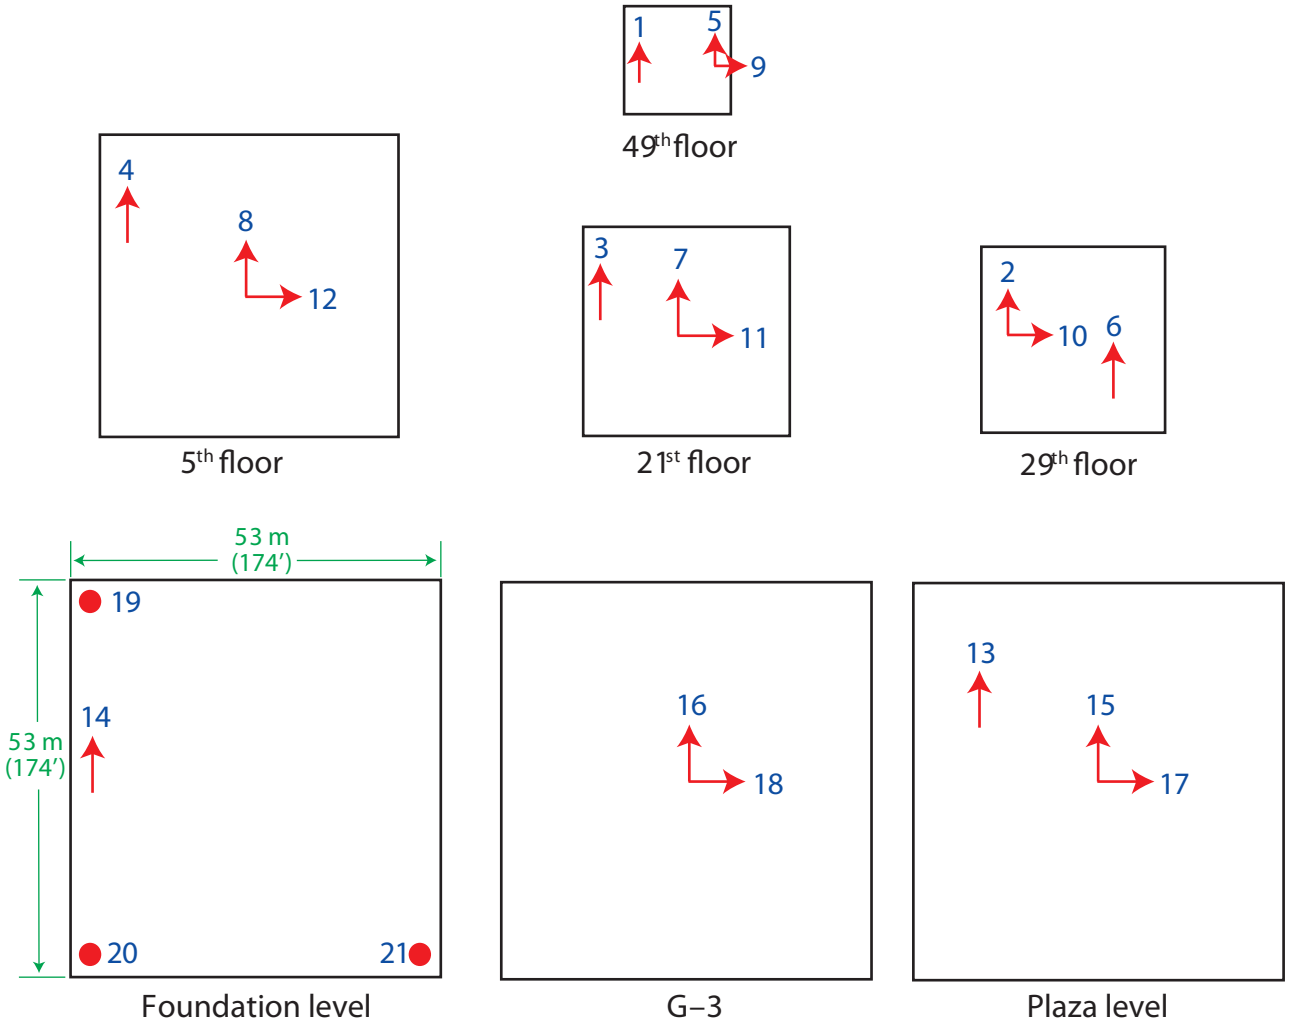 1
5
9
49th floor
4
8
12
5th floor
3
7
11
21st floor
2
10
6
29th floor
53 m
(174′)
53 m
(174′)
19
14
20
21
Foundation level
16
18
G–3
13
15
17
Plaza level